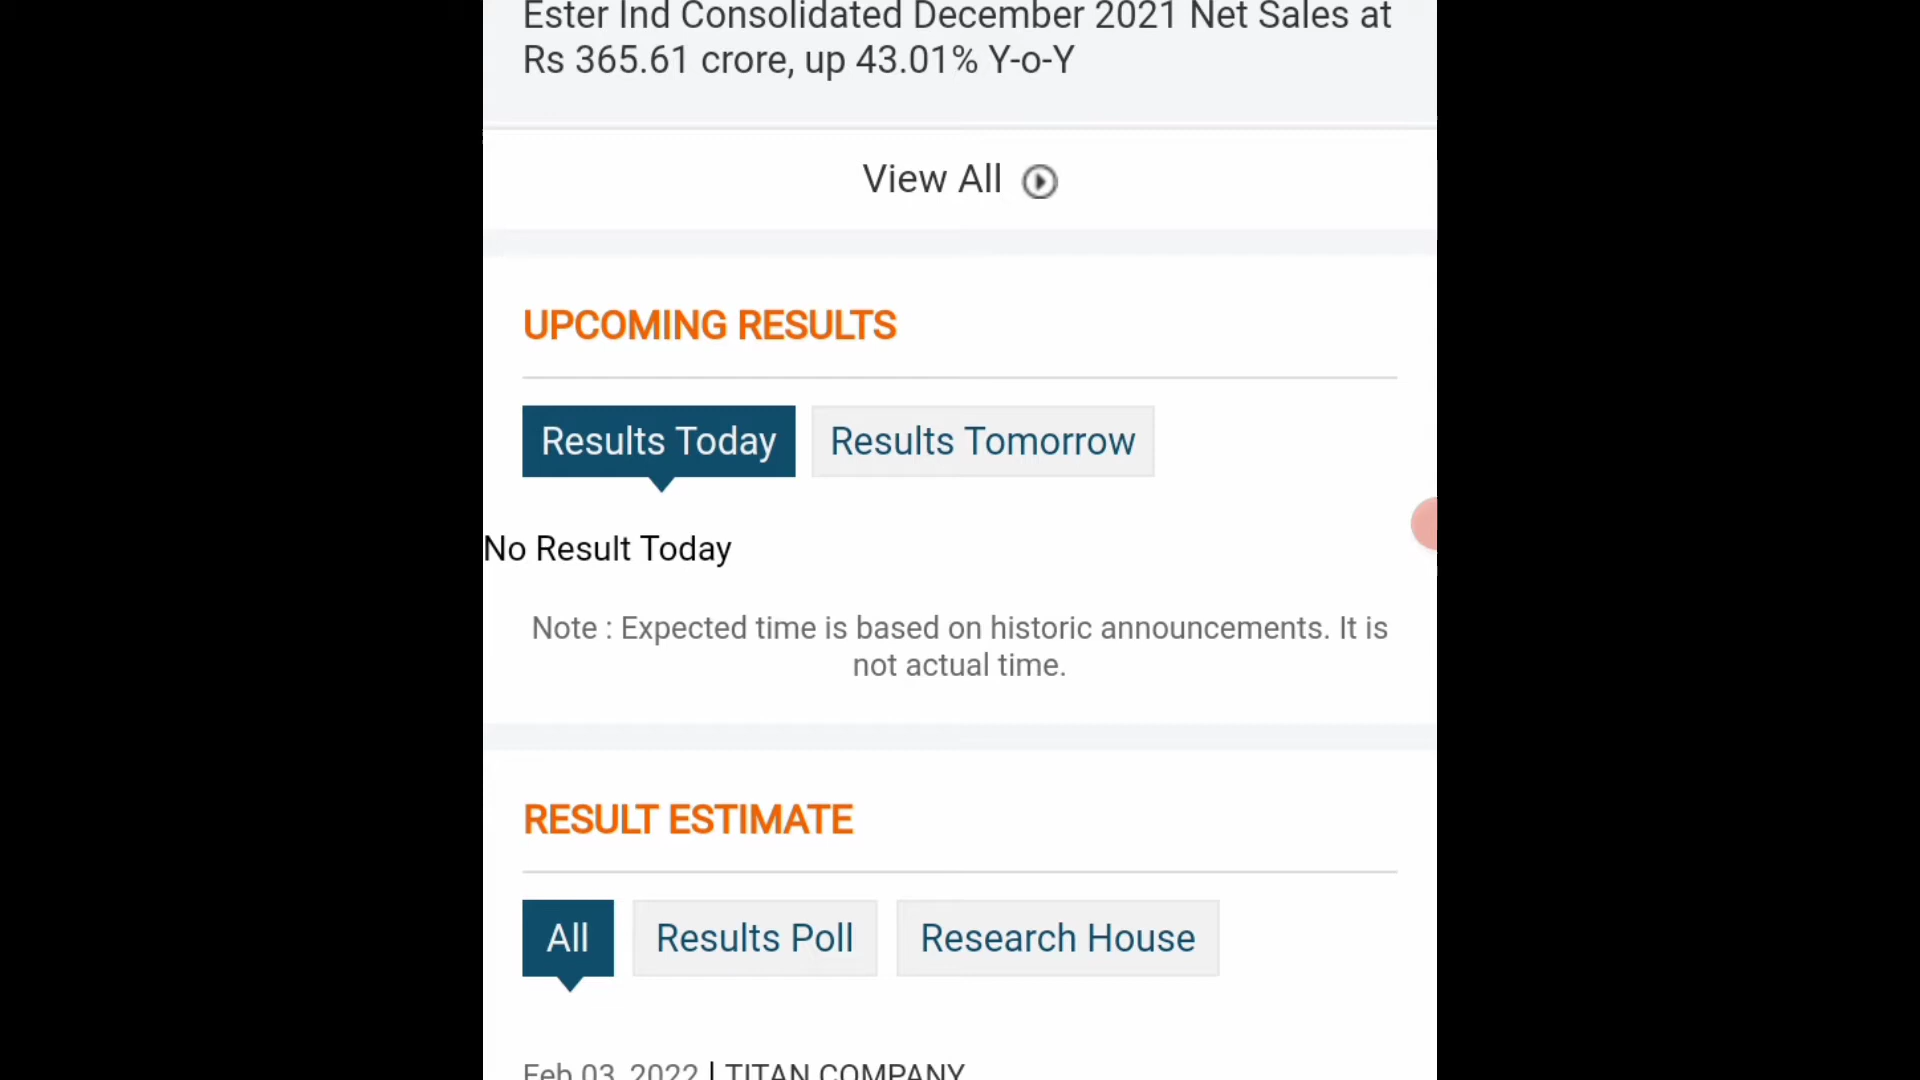 Ester Ind Consolidated December 2021 Net Sales at
Rs 365.61 crore, up 43.01% Y-o-Y
View All
UPCOMING RESULTS
Results Today
Results Tomorrow
No Result Today
Note : Expected time is based on historic announcements. It is
not actual time.
RESULT ESTIMATE
All
Results Poll
Research House
Feb 03, 2022 | TITAN COMPANY